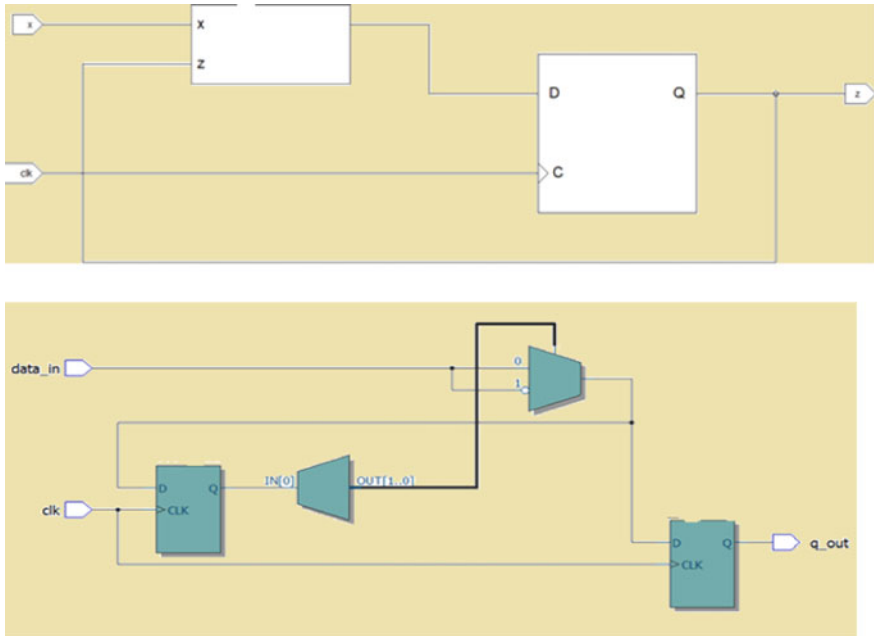 x
X
Z
D Q
z
clk
C
data_in
0
1
IN[0]
OUT[1..0]
D Q
clk
CLK
D Q
q_out
CLK